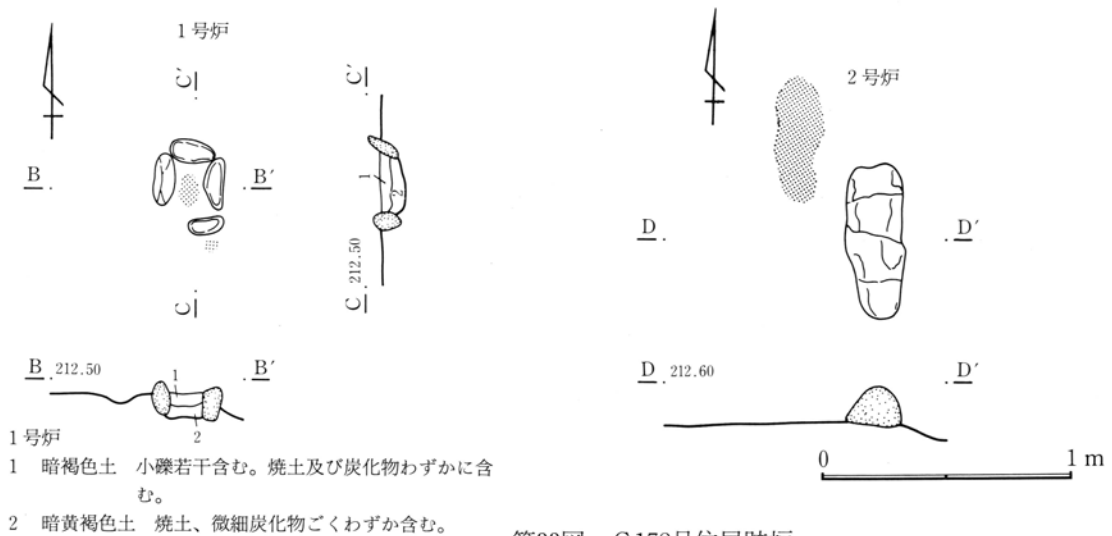 1号炉
C′
C′
B
B′
1
2
212.50
C
C
B 212.50
B′
1
2
1号炉
1 暗褐色土 小礫若干含む。焼土及び炭化物わずかに含
む。
2 暗黄褐色土 焼土、微細炭化物ごくわずか含む。
2号炉
D
D′
D 212.60
D′
0
1 m